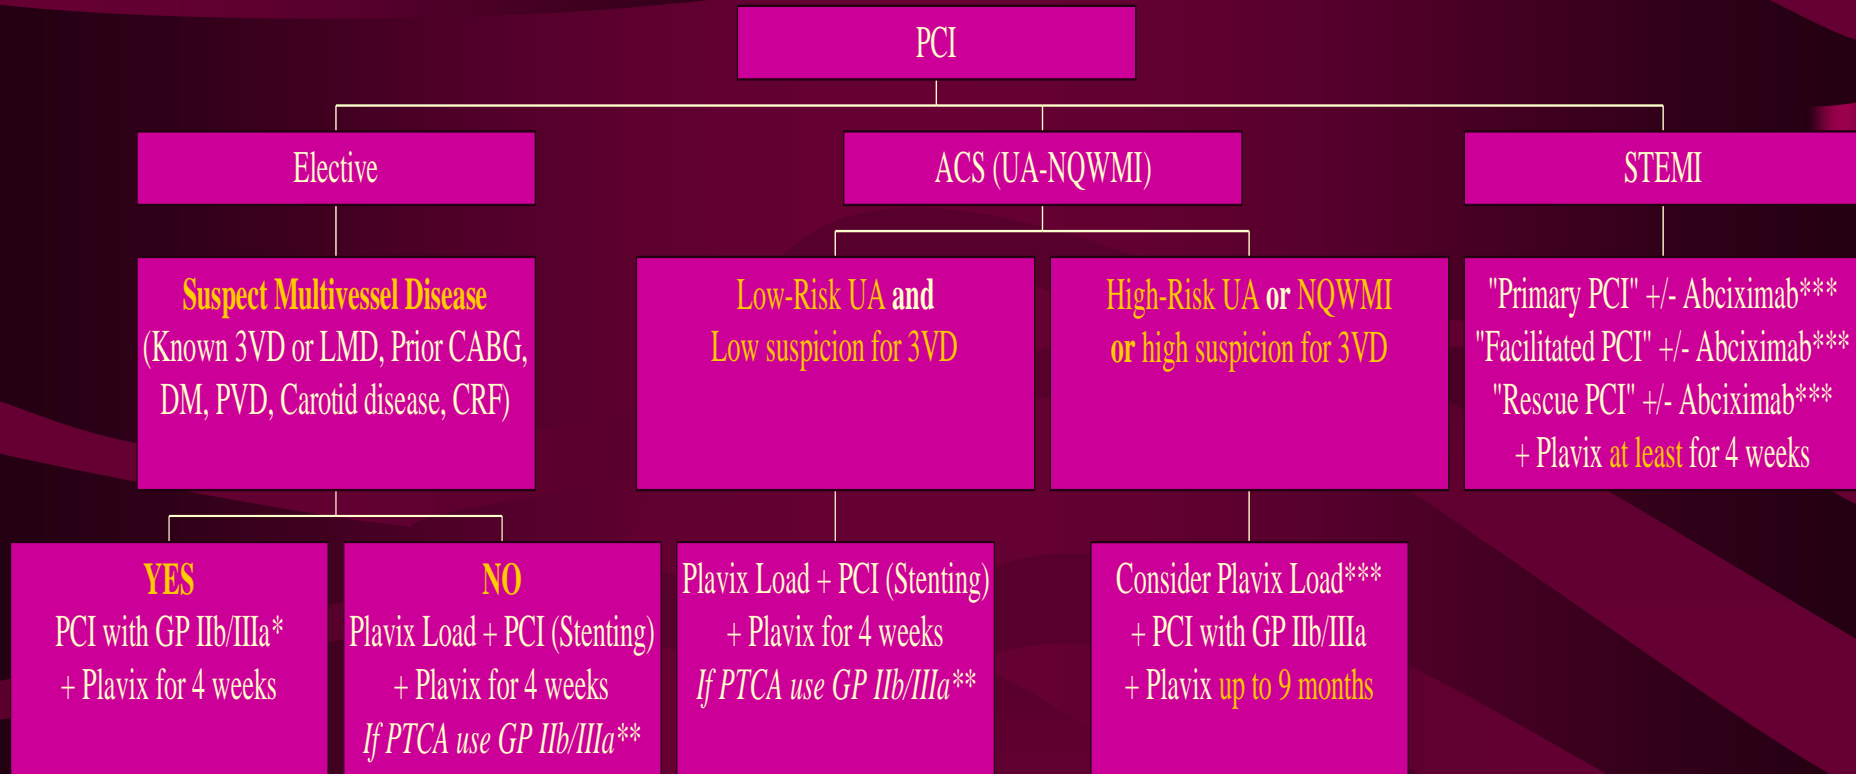 PCI
Elective
ACS (UA-NQWMI)
STEMI
Suspect Multivessel Disease
(Known 3VD or LMD, Prior CABG,
DM, PVD, Carotid disease, CRF)
Low-Risk UA and
Low suspicion for 3VD
High-Risk UA or NQWMI
or high suspicion for 3VD
"Primary PCI" +/- Abciximab***
"Facilitated PCI" +/- Abciximab***
"Rescue PCI" +/- Abciximab***
+ Plavix at least for 4 weeks
YES
PCI with GP IIb/IIIa*
+ Plavix for 4 weeks
NO
Plavix Load + PCI (Stenting)
+ Plavix for 4 weeks
If PTCA use GP IIb/IIIa**
Plavix Load + PCI (Stenting)
+ Plavix for 4 weeks
If PTCA use GP IIb/IIIa**
Consider Plavix Load***
+ PCI with GP IIb/IIIa
+ Plavix up to 9 months